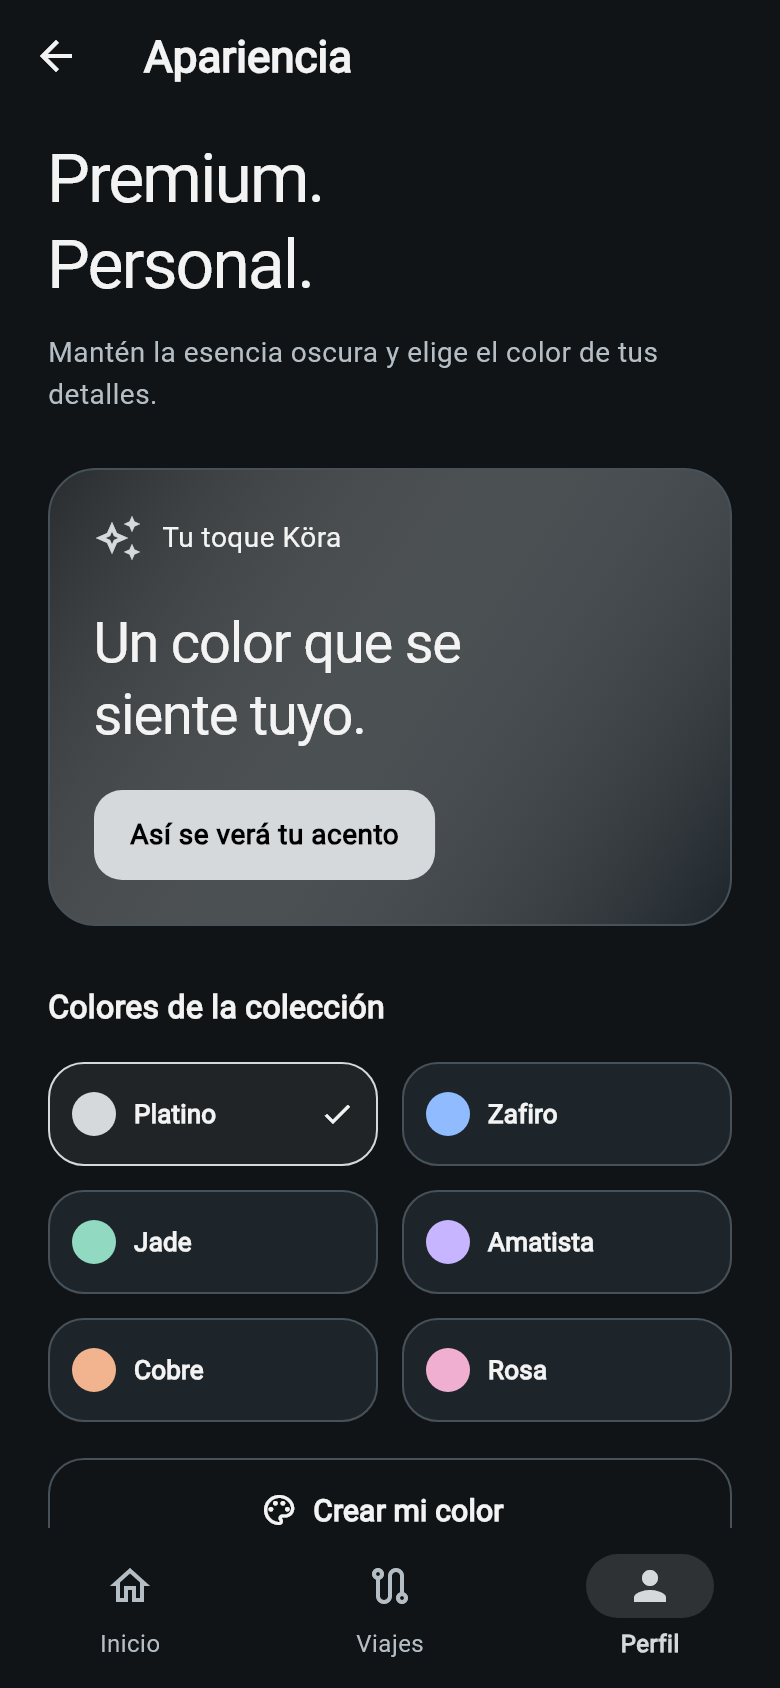 Apariencia
Premium.
Personal.
Mantén la esencia oscura y elige el color de tus
detalles.
Tu toque Köra
Un color que se
siente tuyo.
Así se verá tu acento
Colores de la colección
Platino
Zafiro
Jade
Amatista
Cobre
Rosa
Crear mi color
Inicio
Viajes
Perfil